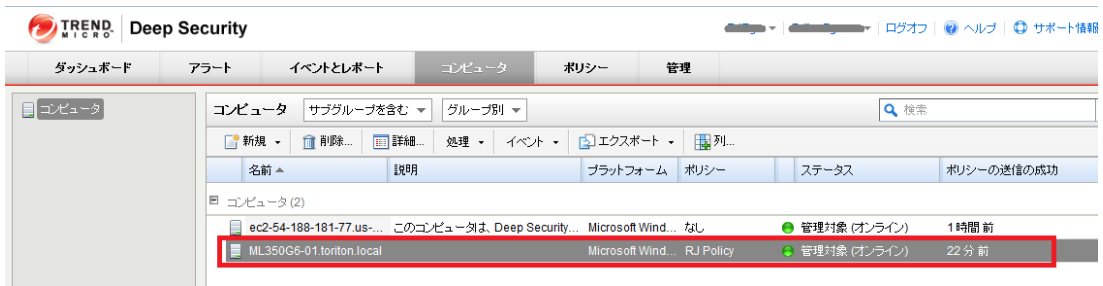 TREND MICRO Deep Security ログオフ ヘルプ サポート情報
ダッシュボード アラート イベントとレポート コンピュータ ポリシー 管理
コンピュータ
コンピュータ サブグループを含む グループ別 検索
新規 削除... 詳細... 処理 イベント エクスポート 列...
名前 説明 プラットフォーム ポリシー ステータス ポリシーの送信の成功
コンピュータ (2)
ec2-54-188-181-77.us-... このコンピュータは、Deep Security... Microsoft Wind... なし 管理対象 (オンライン) 1時間前
ML350G6-01.toriton.local Microsoft Wind... RJ Policy 管理対象 (オンライン) 22分前